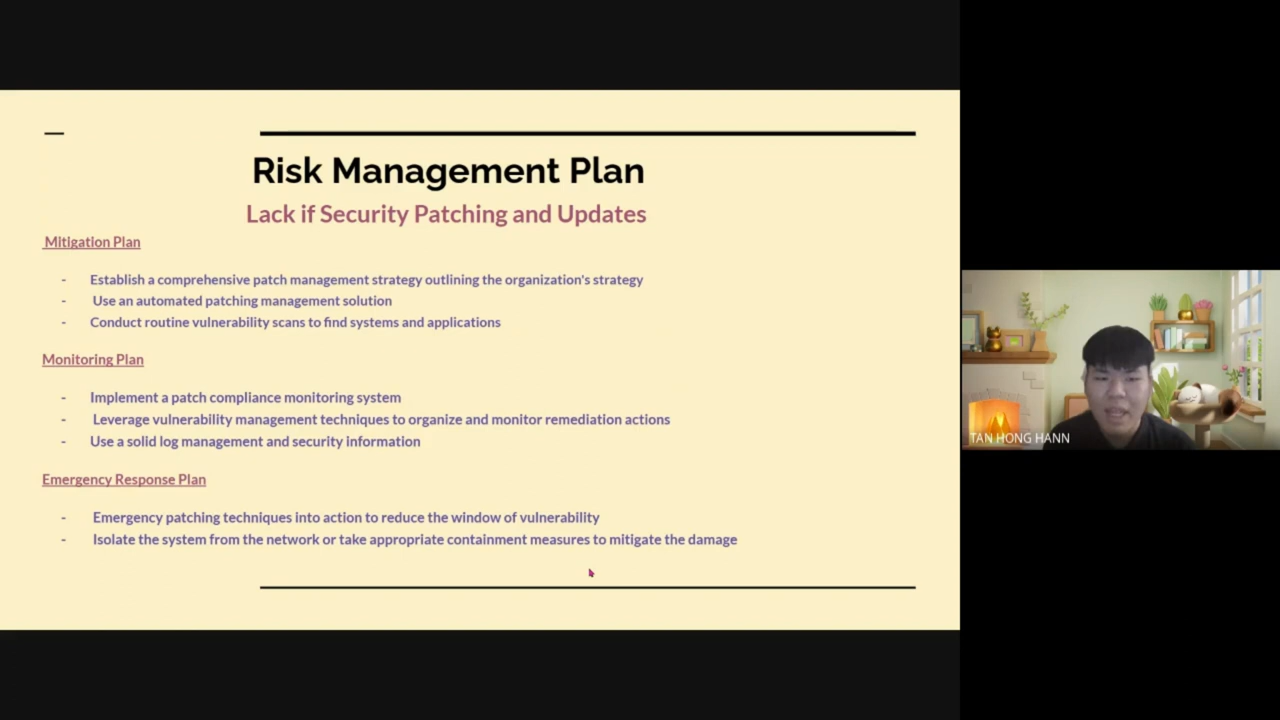 Risk Management Plan
Lack if Security Patching and Updates
Mitigation Plan
- Establish a comprehensive patch management strategy outlining the organization's strategy
- Use an automated patching management solution
- Conduct routine vulnerability scans to find systems and applications
Monitoring Plan
- Implement a patch compliance monitoring system
- Leverage vulnerability management techniques to organize and monitor remediation actions
- Use a solid log management and security information
Emergency Response Plan
- Emergency patching techniques into action to reduce the window of vulnerability
- Isolate the system from the network or take appropriate containment measures to mitigate the damage
TAN HONG HANN